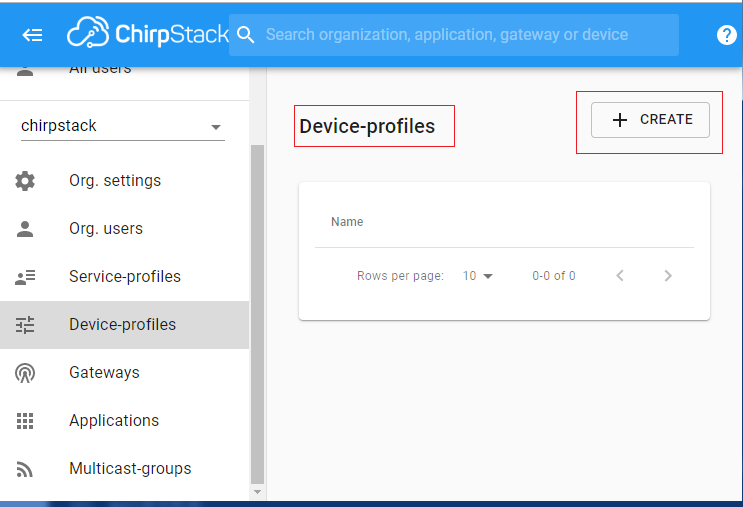 ChirpStack
Search organization, application, gateway or device
?
All users
chirpstack
Org. settings
Org. users
Service-profiles
Device-profiles
Gateways
Applications
Multicast-groups
Device-profiles
+ CREATE
Name
Rows per page: 10 0-0 of 0